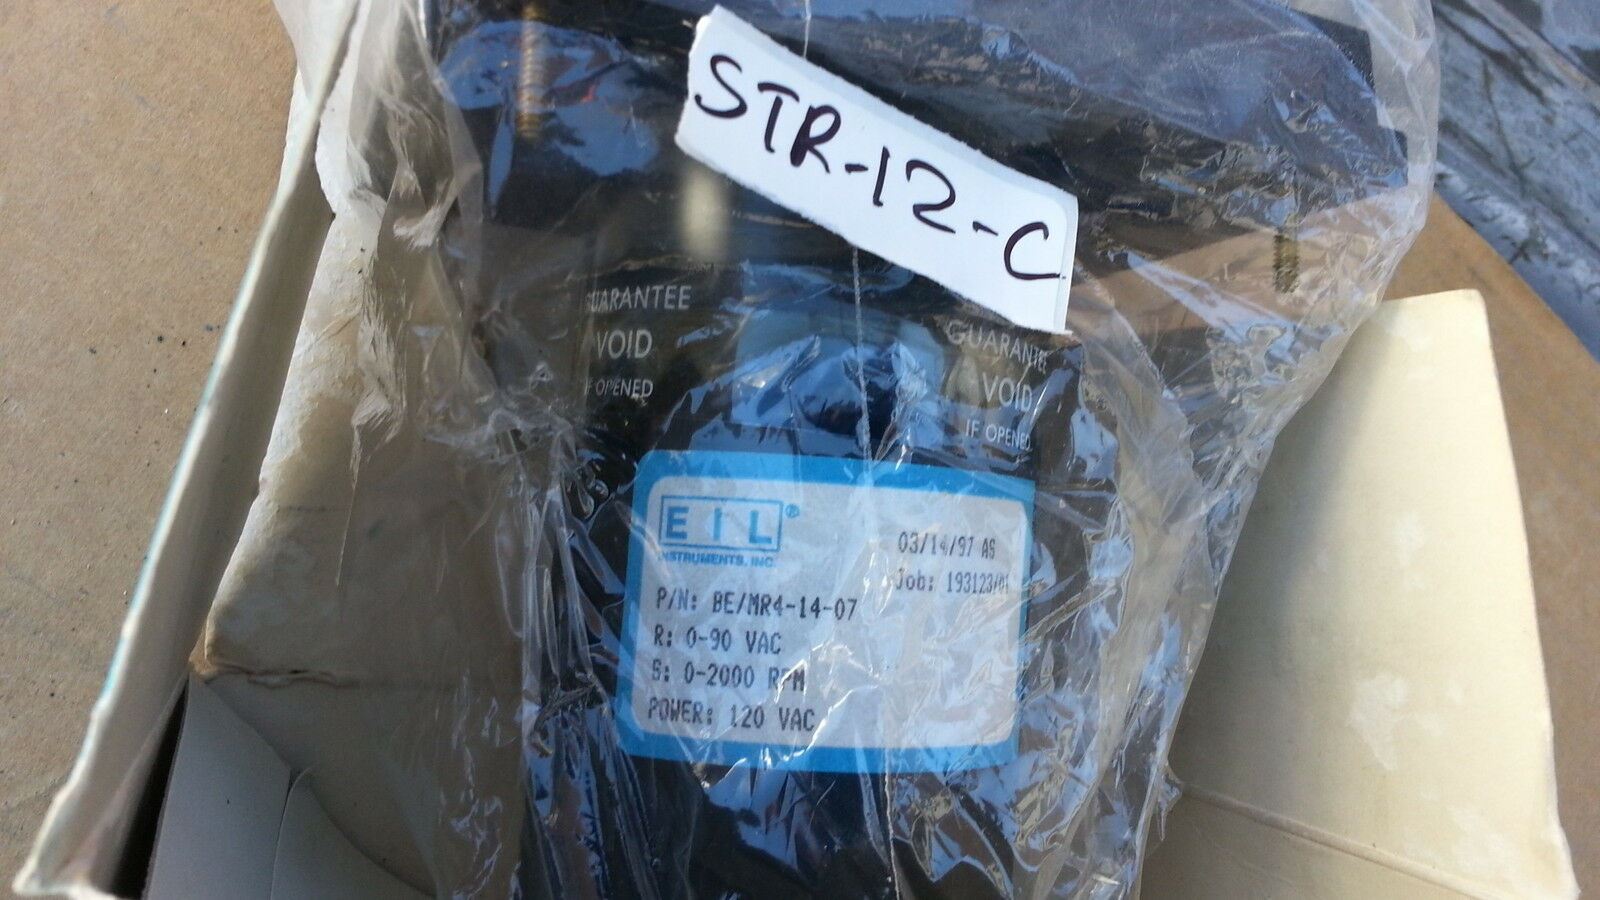 STR-12-C
GUARANTEE
VOID
IF OPENED
GUARANTEE
VOID
IF OPENED
EIL®
INSTRUMENTS, INC.
03/14/97 AS
Job: 193123/01
P/N: BE/MR4-14-07
R: 0-90 VAC
S: 0-2000 RPM
POWER: 120 VAC